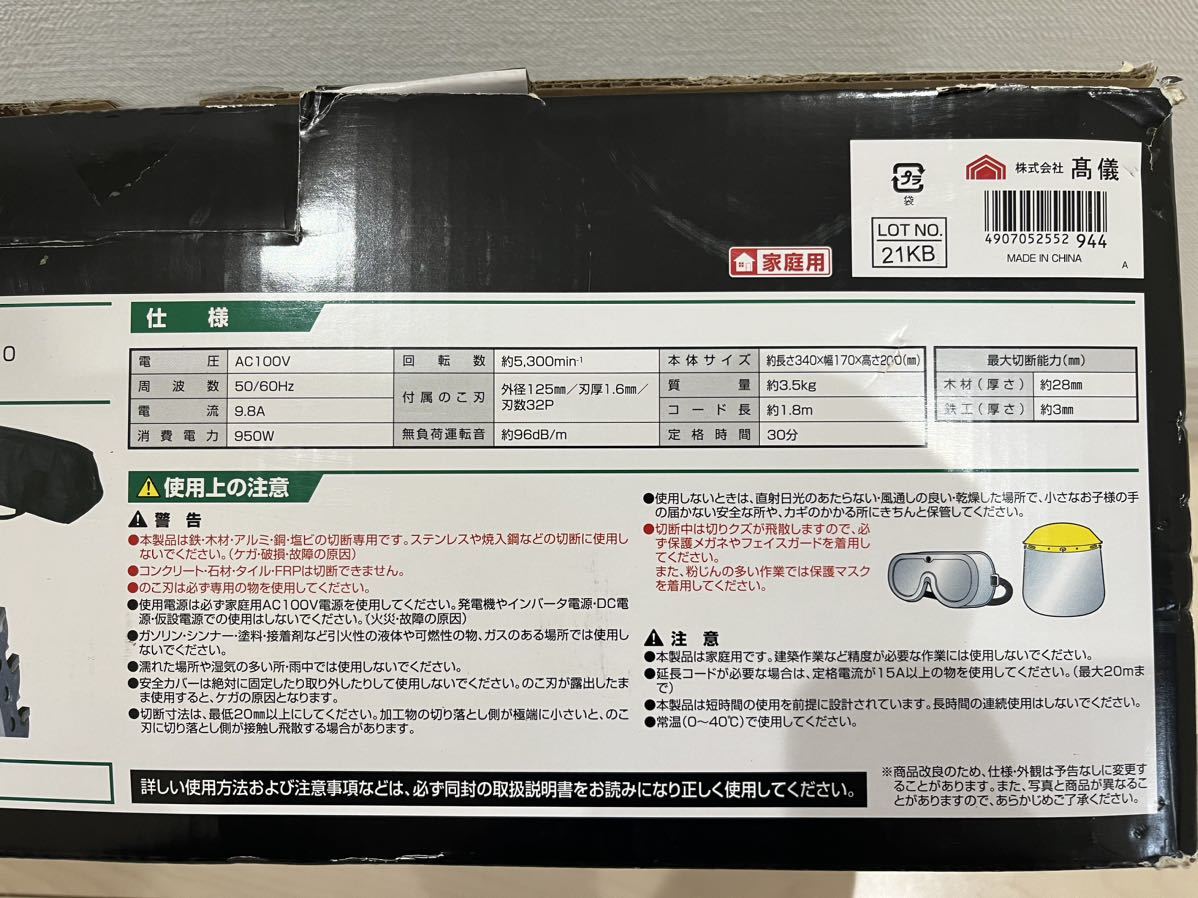 プラ
袋
株式会社 髙儀
LOT NO.
21KB
4907052552 944
MADE IN CHINA
A
家庭用
0
仕様
電圧 AC100V
周波数 50/60Hz
電流 9.8A
消費電力 950W
回転数 約5,300min⁻¹
付属のこ刃 外径125㎜/刃厚1.6㎜/
刃数32P
無負荷運転音 約96dB/m
本体サイズ 約長さ340×幅170×高さ200(㎜)
質量 約3.5kg
コード長 約1.8m
定格時間 30分
最大切断能力(㎜)
木材(厚さ) 約28㎜
鉄工(厚さ) 約3㎜
使用上の注意
警告
●本製品は鉄・木材・アルミ・銅・塩ビの切断専用です。ステンレスや焼入鋼などの切断に使用し
ないでください。(ケガ・破損・故障の原因)
●コンクリート・石材・タイル・FRPは切断できません。
●のこ刃は必ず専用の物を使用してください。
●使用電源は必ず家庭用AC100V電源を使用してください。発電機やインバータ電源・DC電
源・仮設電源での使用はしないでください。(火災・故障の原因)
●ガソリン・シンナー・塗料・接着剤など引火性の液体や可燃性の物、ガスのある場所では使用し
ないでください。
●濡れた場所や湿気の多い所・雨中では使用しないでください。
●安全カバーは絶対に固定したり取り外したりして使用しないでください。のこ刃が露出したま
ま使用すると、ケガの原因となります。
●切断寸法は、最低20㎜以上にしてください。加工物の切り落とし側が極端に小さいと、のこ
刃に切り落とし側が接触し飛散する場合があります。
●使用しないときは、直射日光のあたらない・風通しの良い・乾燥した場所で、小さなお子様の手
の届かない安全な所や、カギのかかる所にきちんと保管してください。
●切断中は切りクズが飛散しますので、必
ず保護メガネやフェイスガードを着用し
てください。
また、粉じんの多い作業では保護マスク
を着用してください。
注意
●本製品は家庭用です。建築作業など精度が必要な作業には使用しないでください。
●延長コードが必要な場合は、定格電流が15A以上の物を使用してください。(最大20mま
で)
●本製品は短時間の使用を前提に設計されています。長時間の連続使用はしないでください。
●常温(0〜40℃)で使用してください。
詳しい使用方法および注意事項などは、必ず同封の取扱説明書をお読みになり正しく使用してください。
※商品改良のため、仕様・外観は予告なしに変更す
ることがあります。また、写真と商品が異なるこ
とがありますので、あらかじめご了承ください。